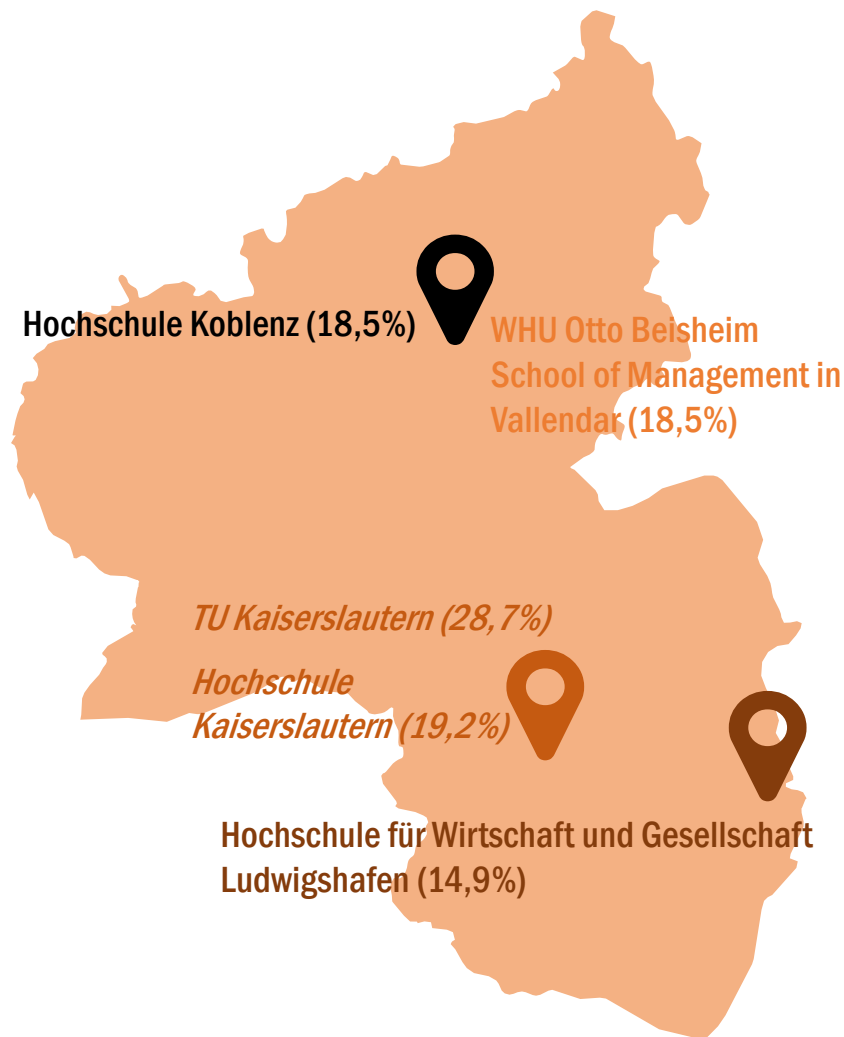 Hochschule Koblenz (18,5%)
WHU Otto Beisheim
School of Management in
Vallendar (18,5%)
TU Kaiserslautern (28,7%)
Hochschule
Kaiserslautern (19,2%)
Hochschule für Wirtschaft und Gesellschaft
Ludwigshafen (14,9%)